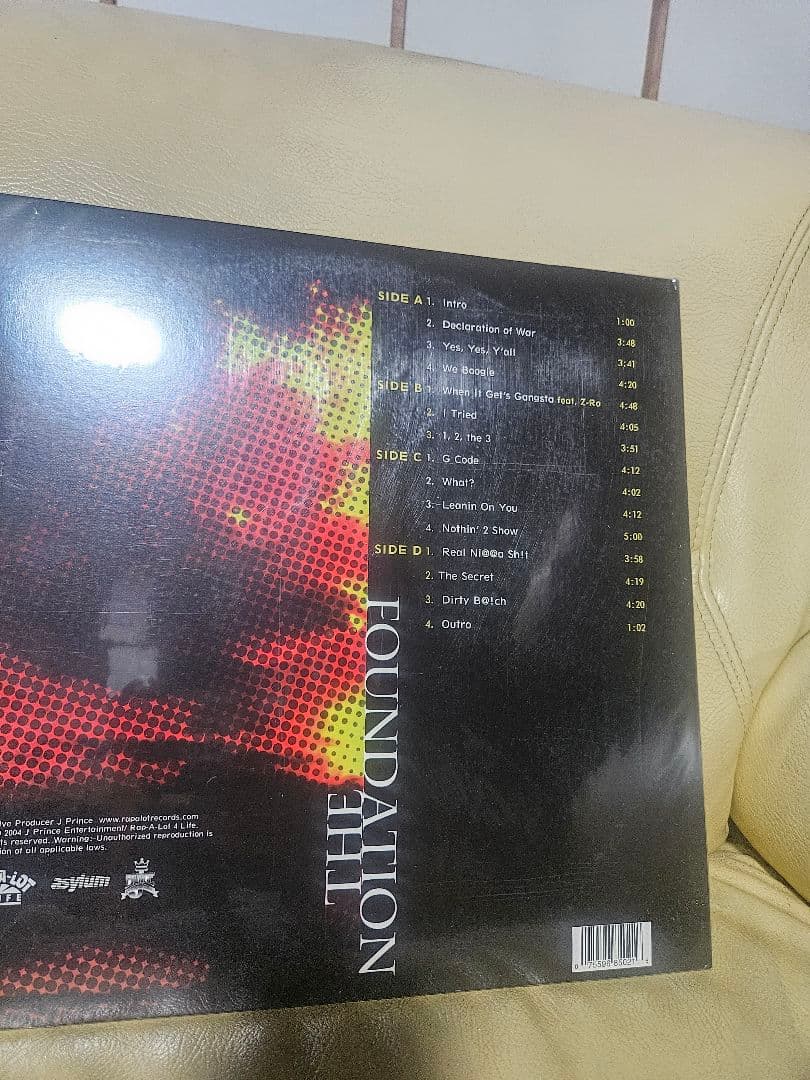 SIDE A 1. Intro 1:00
2. Declaration of War 3:48
3. Yes, Yes, Y'all 3:41
4. We Boogie 4:20
SIDE B 1. When It Get's Gangsta feat. Z-Ro 4:48
2. I Tried 4:05
3. 1, 2, the 3 3:51
SIDE C 1. G Code 4:12
2. What? 4:02
3. Leanin On You 4:12
4. Nothin' 2 Show 5:00
SIDE D 1. Real Ni@@a Sh!t 3:58
2. The Secret 4:19
3. Dirty B@!ch 4:20
4. Outro 1:02
THE
FOUNDATION
Producer J Prince www.rapalotrecords.com
2004 J Prince Entertainment/ Rap-A-Lot 4 Life.
reserved. Warning:-Unauthorized reproduction is
of all applicable laws.
asylum